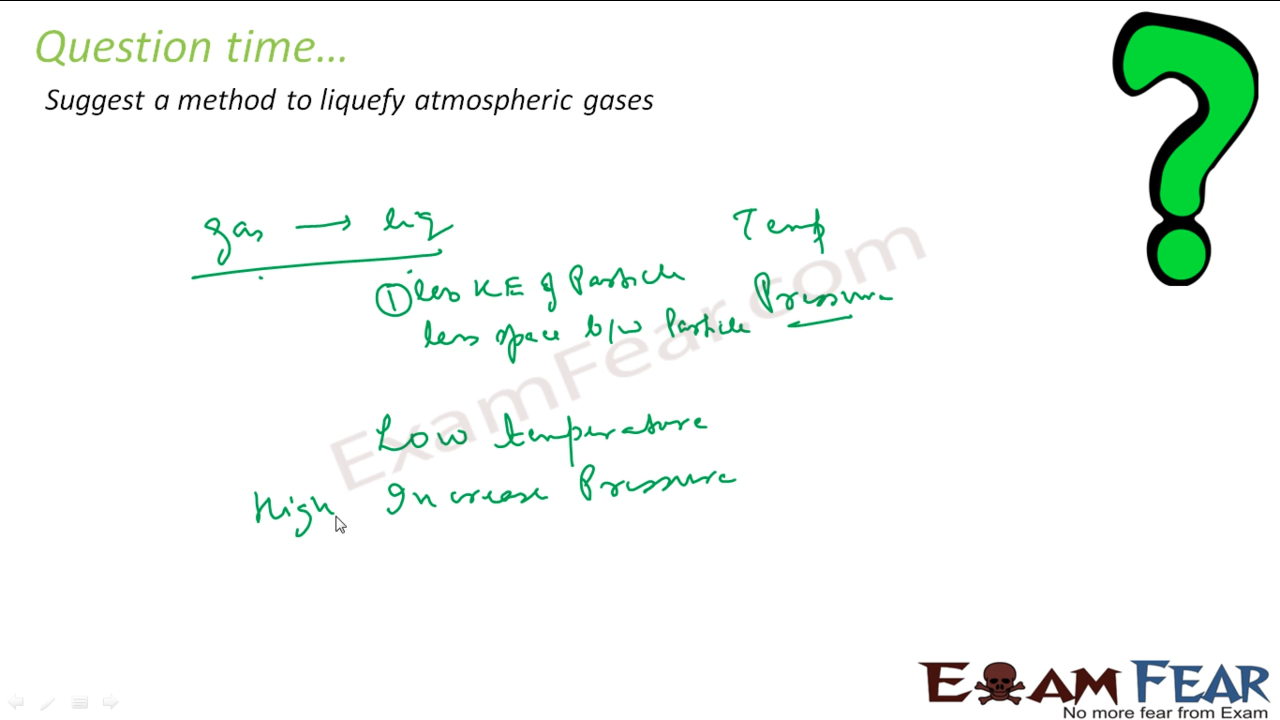 Question time...
Suggest a method to liquefy atmospheric gases
gas → liq
Temp
① less KE of Particle
Pressure
less space b/w Particle
Low temperature
High Increase Pressure
ExamFear.com
EXAM FEAR
No more fear from Exam